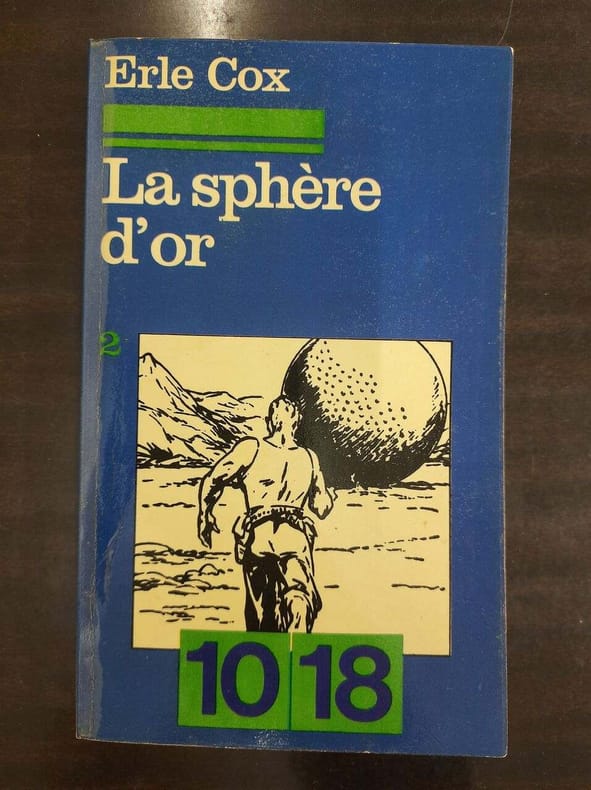 Erle Cox
La sphère
d'or
2
10 18